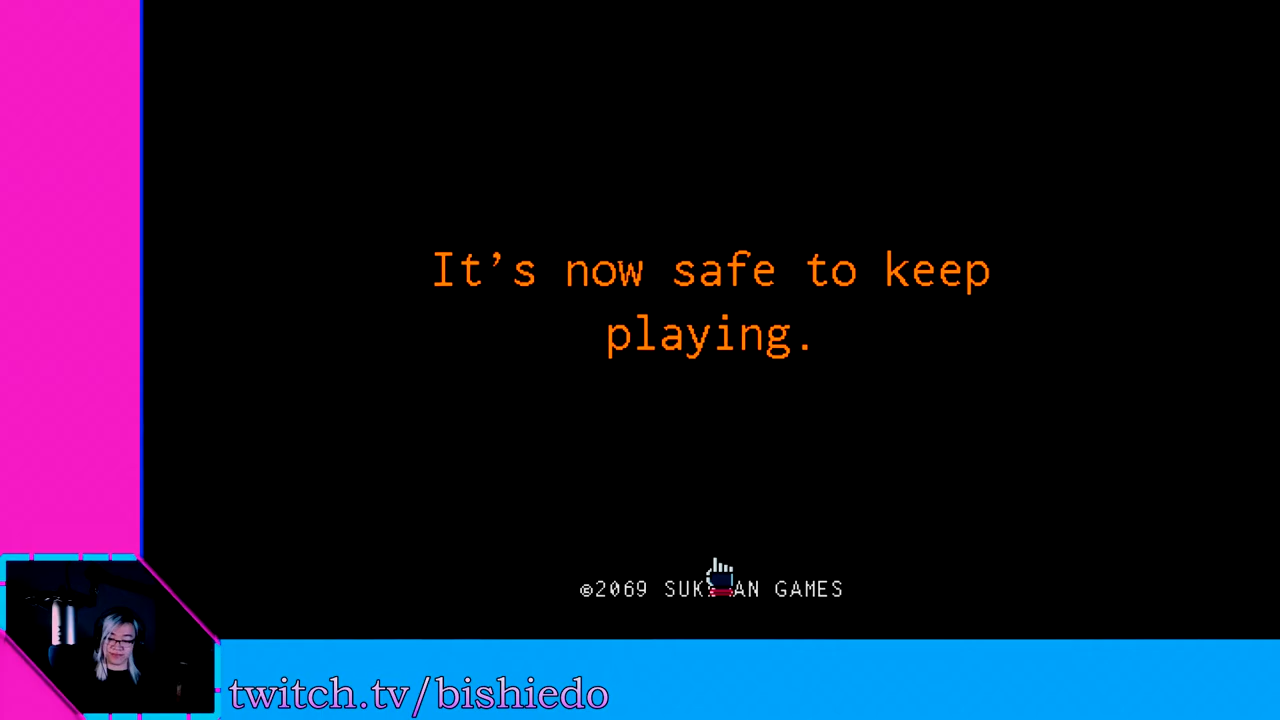 It's now safe to keep
playing.
©2069 GAMES
twitch.tv/bishiedo